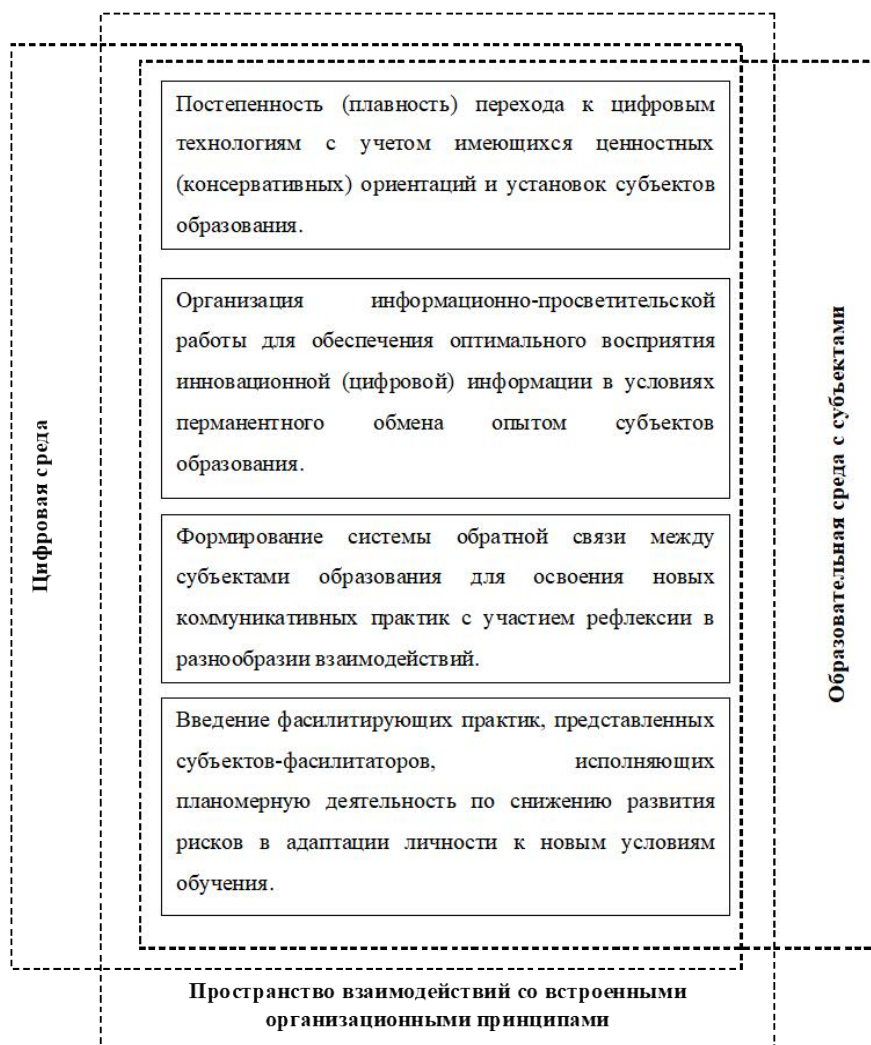 Цифровая среда
Постепенность (плавность) перехода к цифровым
технологиям с учетом имеющихся ценностных
(консервативных) ориентаций и установок субъектов
образования.
Организация информационно-просветительской
работы для обеспечения оптимального восприятия
инновационной (цифровой) информации в условиях
перманентного обмена опытом субъектов
образования.
Формирование системы обратной связи между
субъектами образования для освоения новых
коммуникативных практик с участием рефлексии в
разнообразии взаимодействий.
Введение фасилитирующих практик, представленных
субъектов-фасилитаторов, исполняющих
планомерную деятельность по снижению развития
рисков в адаптации личности к новым условиям
обучения.
Образовательная среда с субъектами
Пространство взаимодействий со встроенными
организационными принципами